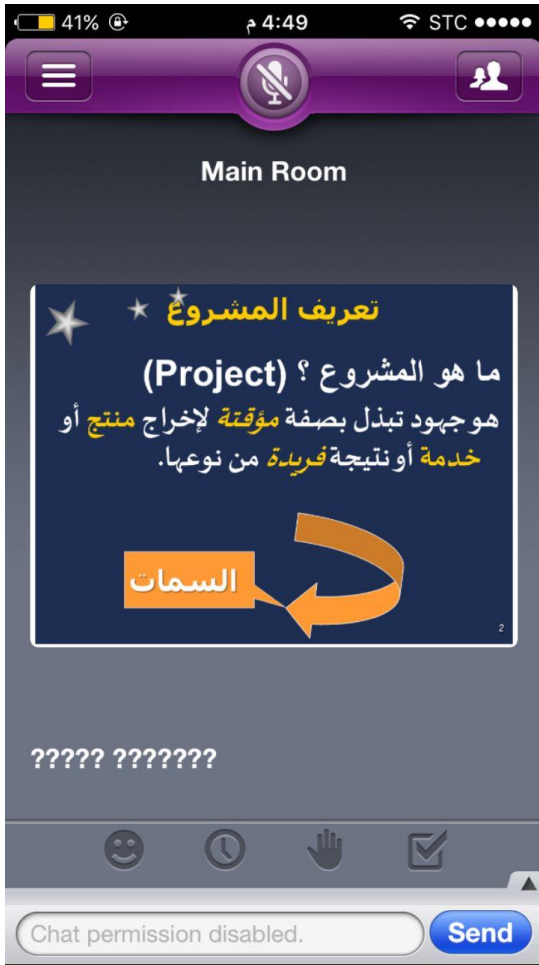 41% 4:49 م STC
Main Room
تعريف المشروع
ما هو المشروع ؟ (Project)
هو جهود تبذل بصفة مؤقتة لإخراج منتج أو
خدمة أو نتيجة فريدة من نوعها.
السمات
2
????? ???????
Chat permission disabled.
Send